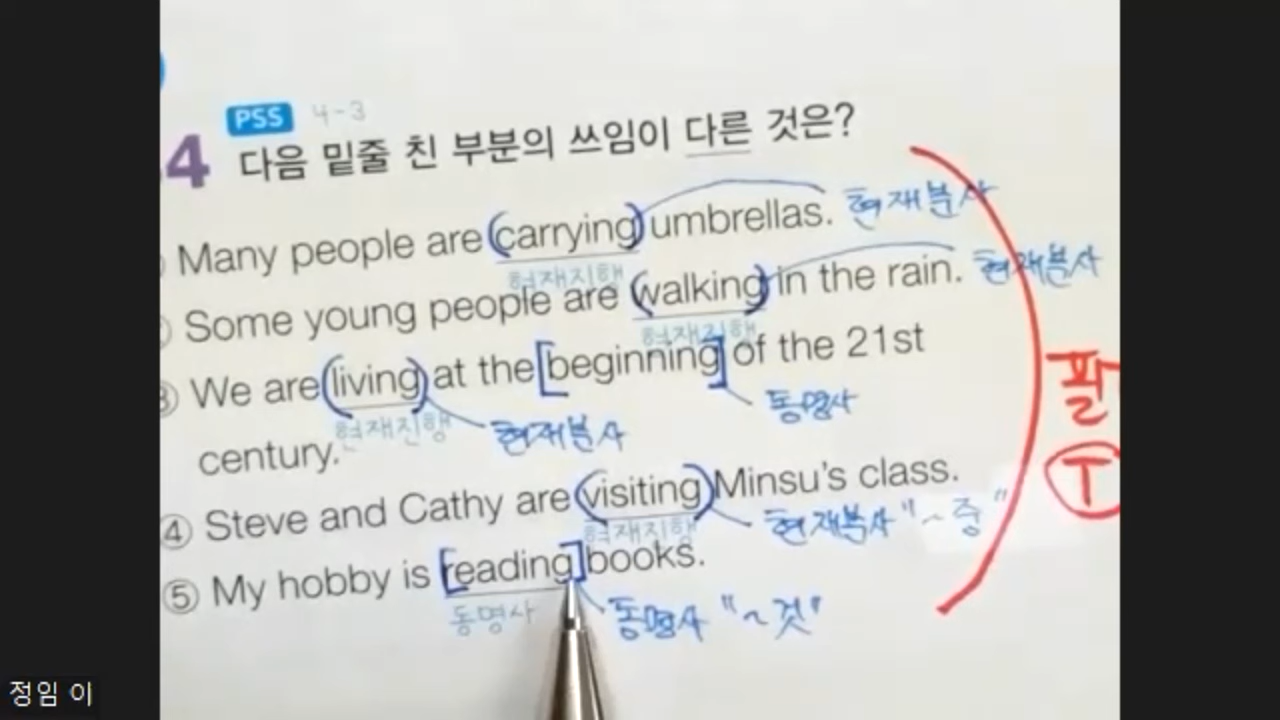 PSS 4-3
4 다음 밑줄 친 부분의 쓰임이 다른 것은?
Many people are (carrying) umbrellas. 현재분사
현재진행
Some young people are (walking) in the rain. 현재분사
현재진행
③ We are (living) at the [beginning] of the 21st
현재진행 현재분사 동명사
century.
④ Steve and Cathy are (visiting) Minsu's class.
현재진행 현재분사 "~중"
⑤ My hobby is [reading] books.
동명사 동명사 "~것"
T
정임 이